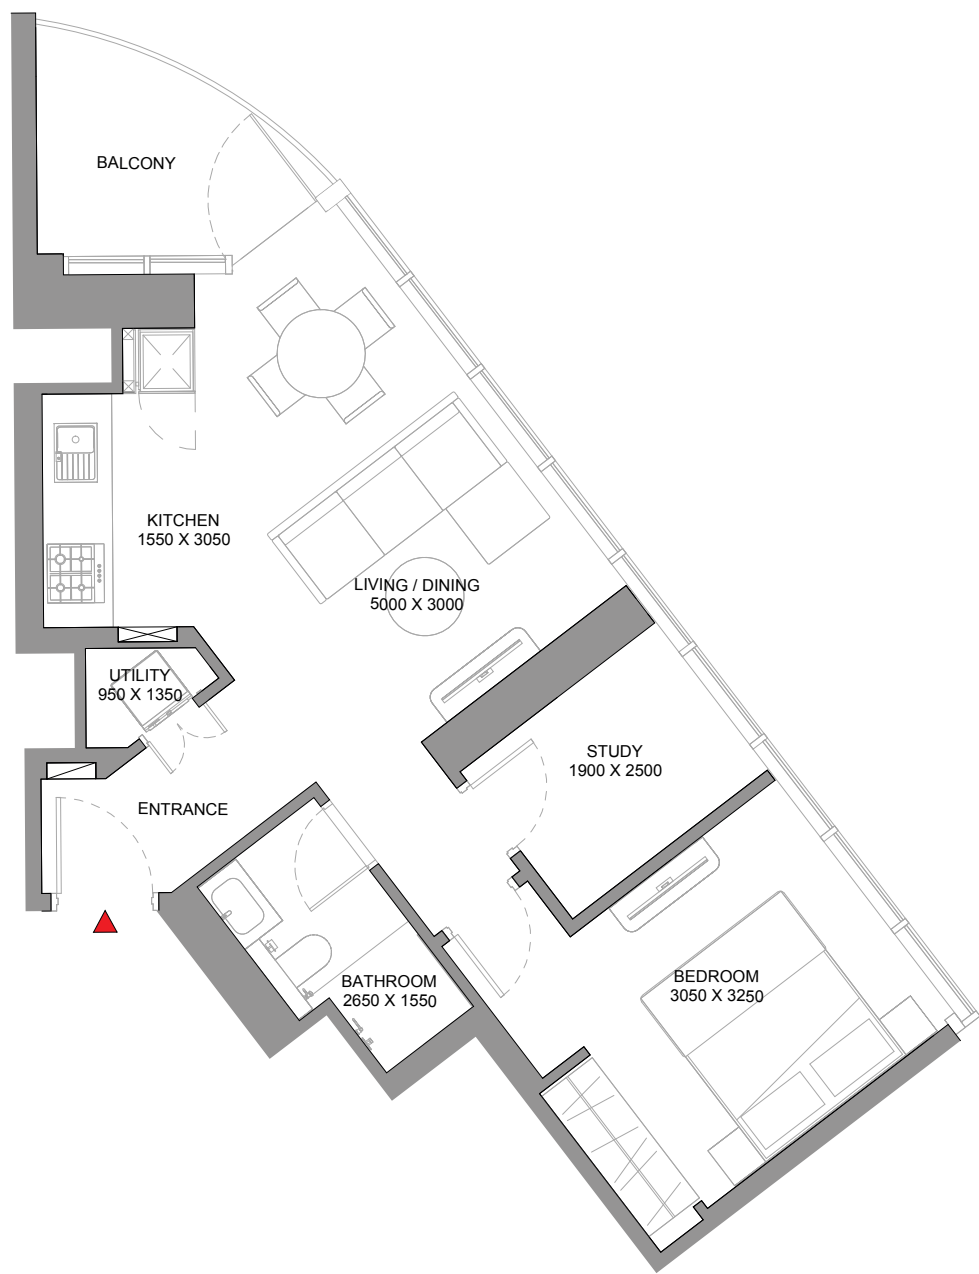 BALCONY
KITCHEN
1550 X 3050
LIVING / DINING
5000 X 3000
UTILITY
950 X 1350
STUDY
1900 X 2500
ENTRANCE
BATHROOM
2650 X 1550
BEDROOM
3050 X 3250